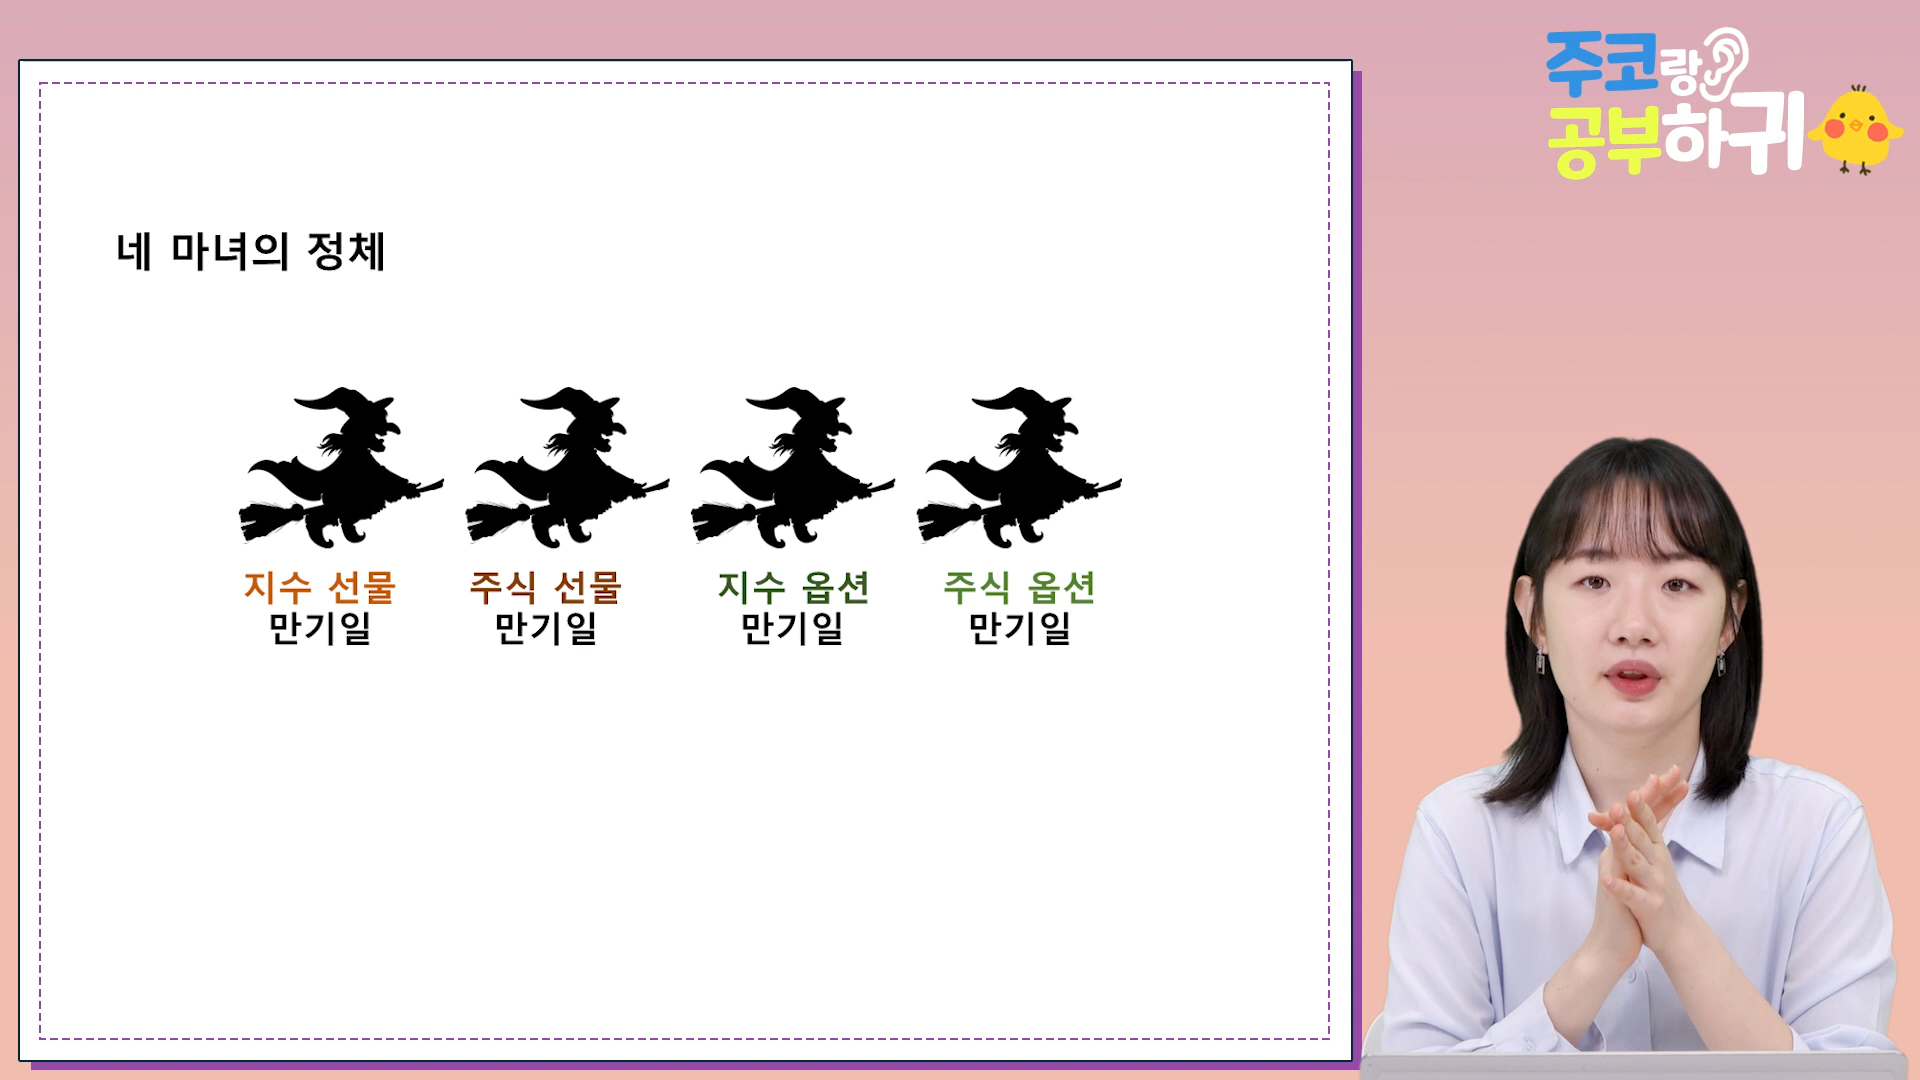 주코랑
공부하귀
네 마녀의 정체
지수 선물
만기일
주식 선물
만기일
지수 옵션
만기일
주식 옵션
만기일